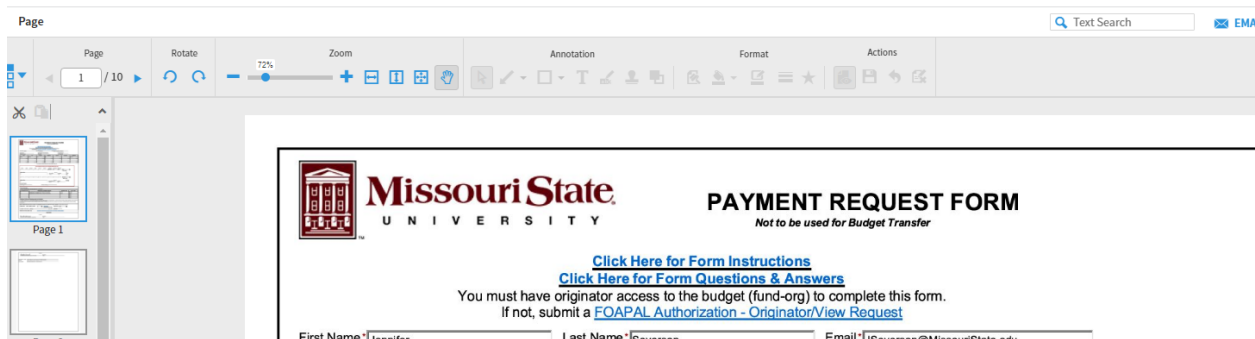 Page
Text Search
EMA
Page
Rotate
Zoom
Annotation
Format
Actions
72%
1 / 10
Missouri State
UNIVERSITY
TM
PAYMENT REQUEST FORM
Not to be used for Budget Transfer
Click Here for Form Instructions
Click Here for Form Questions & Answers
You must have originator access to the budget (fund-org) to complete this form.
If not, submit a FOAPAL Authorization - Originator/View Request
First Name* Jennifer Last Name* Email*
Page 1